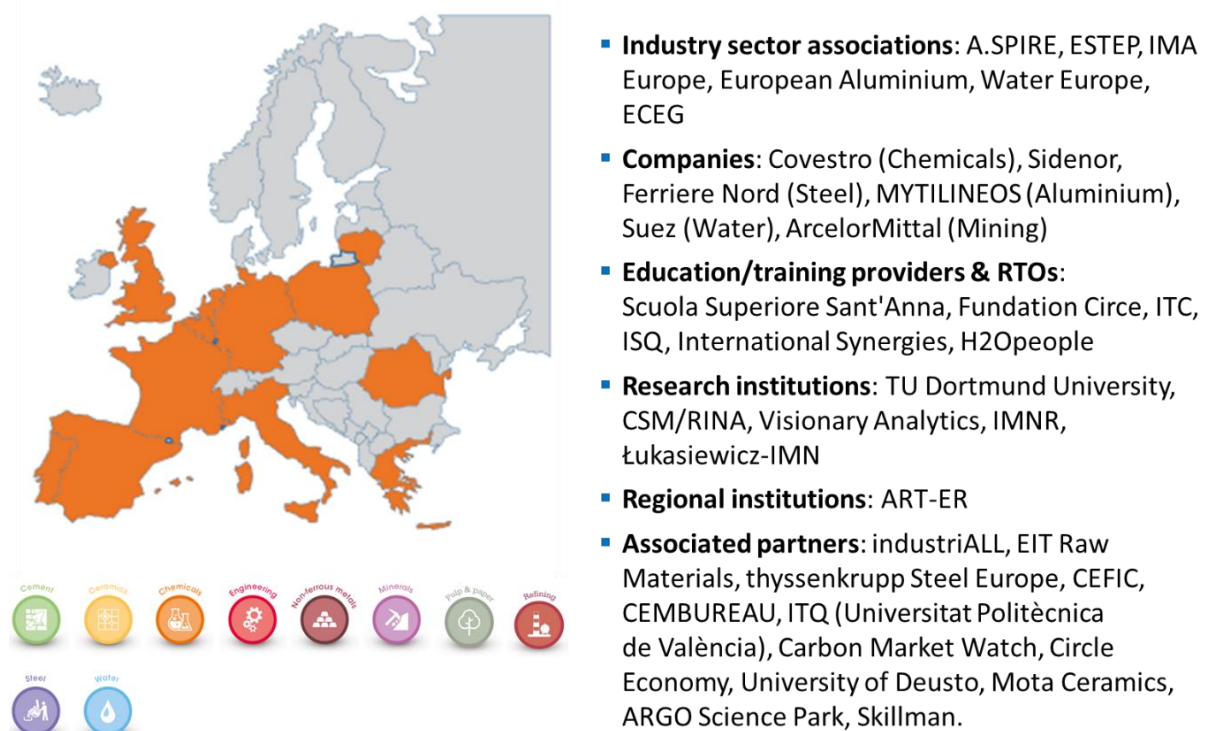 Industry sector associations: A.SPIRE, ESTEP, IMA
Europe, European Aluminium, Water Europe,
ECEG
Companies: Covestro (Chemicals), Sidenor,
Ferriere Nord (Steel), MYTILINEOS (Aluminium),
Suez (Water), ArcelorMittal (Mining)
Education/training providers & RTOs:
Scuola Superiore Sant'Anna, Fundation Circe, ITC,
ISQ, International Synergies, H2Opeople
Research institutions: TU Dortmund University,
CSM/RINA, Visionary Analytics, IMNR,
Łukasiewicz-IMN
Regional institutions: ART-ER
Associated partners: industriALL, EIT Raw
Materials, thyssenkrupp Steel Europe, CEFIC,
CEMBUREAU, ITQ (Universitat Politècnica
de València), Carbon Market Watch, Circle
Economy, University of Deusto, Mota Ceramics,
ARGO Science Park, Skillman.
Cement
Ceramics
Chemicals
Engineering
Non-ferrous metals
Minerals
Pulp & paper
Refining
Steel
Water